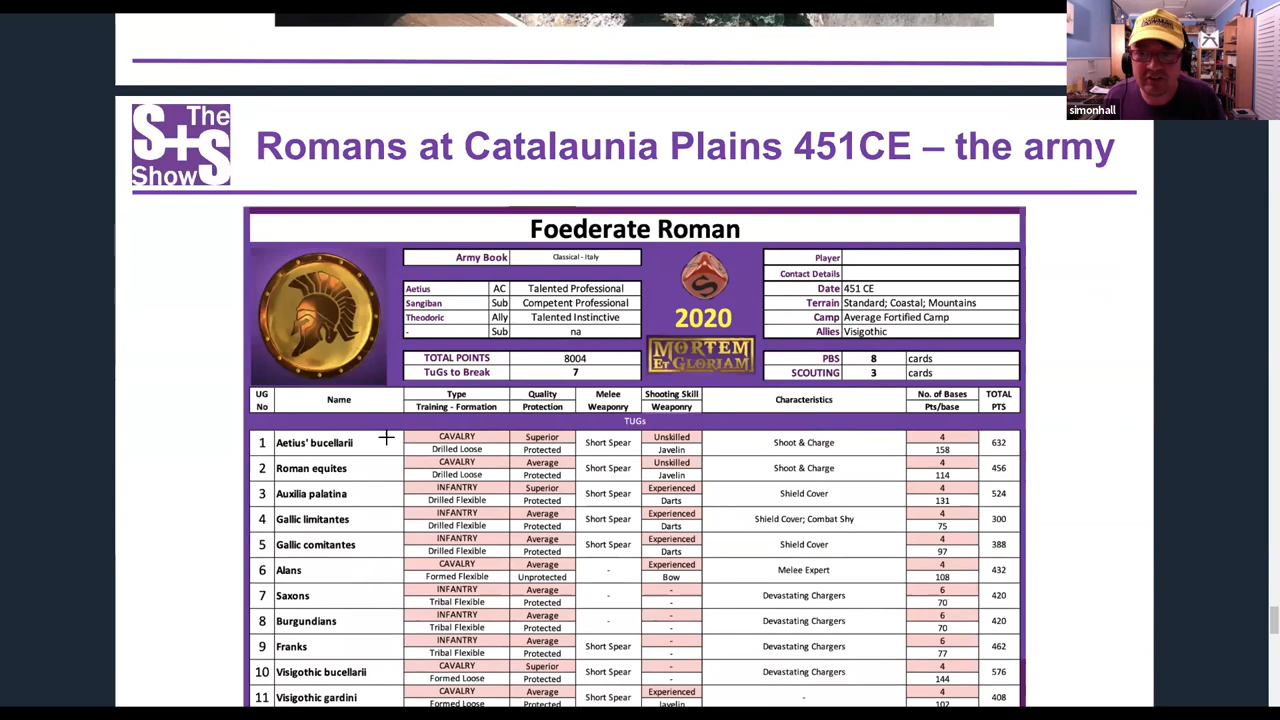 simonhall
The
S+S
Show
Romans at Catalaunia Plains 451CE – the army
Foederate Roman
Army Book Classical - Italy
Aetius AC Talented Professional
Sangiban Sub Competent Professional
Theodoric Ally Talented Instinctive
- Sub na
TOTAL POINTS 8004
TuGs to Break 7
S
2020
MORTEM
ET GLORIAM
Player
Contact Details
Date 451 CE
Terrain Standard; Coastal; Mountains
Camp Average Fortified Camp
Allies Visigothic
PBS 8 cards
SCOUTING 3 cards
UG No Name Type Training - Formation Quality Protection Melee Weaponry Shooting Skill Weaponry Characteristics No. of Bases Pts/base TOTAL PTS
TUGs
1 Aetius' bucellarii CAVALRY Drilled Loose Superior Protected Short Spear Unskilled Javelin Shoot & Charge 4 158 632
2 Roman equites CAVALRY Drilled Loose Average Protected Short Spear Unskilled Javelin Shoot & Charge 4 114 456
3 Auxilia palatina INFANTRY Drilled Flexible Superior Protected Short Spear Experienced Darts Shield Cover 4 131 524
4 Gallic limitantes INFANTRY Drilled Flexible Average Protected Short Spear Experienced Darts Shield Cover; Combat Shy 4 75 300
5 Gallic comitantes INFANTRY Drilled Flexible Average Protected Short Spear Experienced Darts Shield Cover 4 97 388
6 Alans CAVALRY Formed Flexible Average Unprotected - Experienced Bow Melee Expert 4 108 432
7 Saxons INFANTRY Tribal Flexible Average Protected - - - Devastating Chargers 6 70 420
8 Burgundians INFANTRY Tribal Flexible Average Protected - - - Devastating Chargers 6 70 420
9 Franks INFANTRY Tribal Flexible Average Protected Short Spear - - Devastating Chargers 6 77 462
10 Visigothic bucellarii CAVALRY Formed Loose Superior Protected Short Spear - - Devastating Chargers 4 144 576
11 Visigothic gardini CAVALRY Formed Loose Average Protected Short Spear Experienced Javelin - 4 102 408